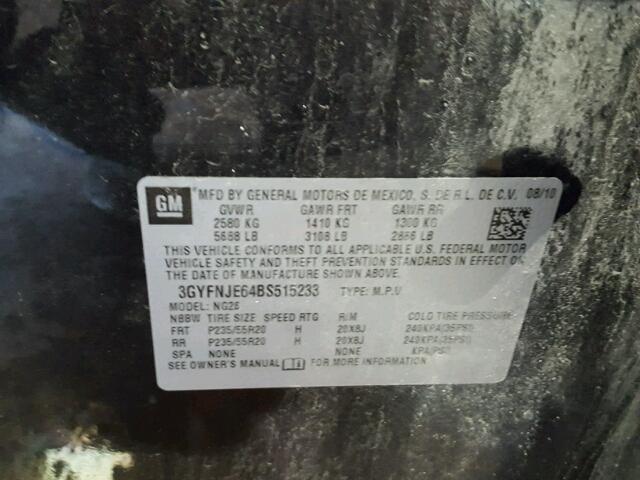 GM
MFD BY GENERAL MOTORS DE MEXICO, S. DE R.L. DE C.V. 08/10
GVWR GAWR FRT GAWR RR
2580 KG 1410 KG 1300 KG
5688 LB 3108 LB 2866 LB
THIS VEHICLE CONFORMS TO ALL APPLICABLE U.S. FEDERAL MOTOR
VEHICLE SAFETY AND THEFT PREVENTION STANDARDS IN EFFECT ON
THE DATE OF MANUFACTURE SHOWN ABOVE.
3GYFNJE64BS515233 TYPE: M.P.V
MODEL: NG26
NBBW TIRE SIZE SPEED RTG RIM COLD TIRE PRESSURE
FRT P235/55R20 H 20X8J 240KPA(35PSI)
RR P235/55R20 H 20X8J 240KPA(35PSI)
SPA NONE NONE KPA(PSI)
SEE OWNER'S MANUAL FOR MORE INFORMATION